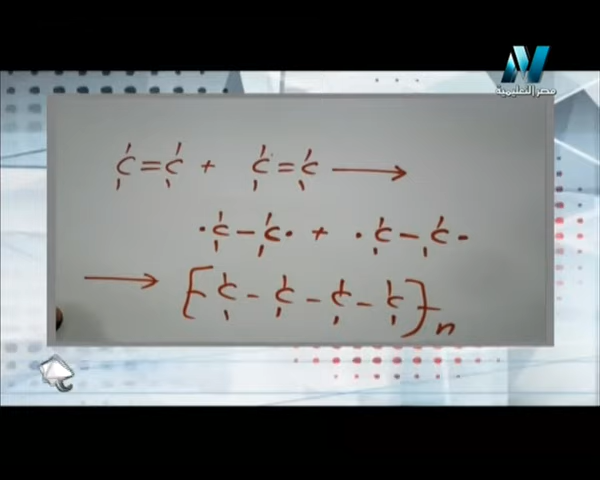 مصر التعليمية
C=C + C=C →
·C–C· + ·C–C·
→ [C–C–C–C]n